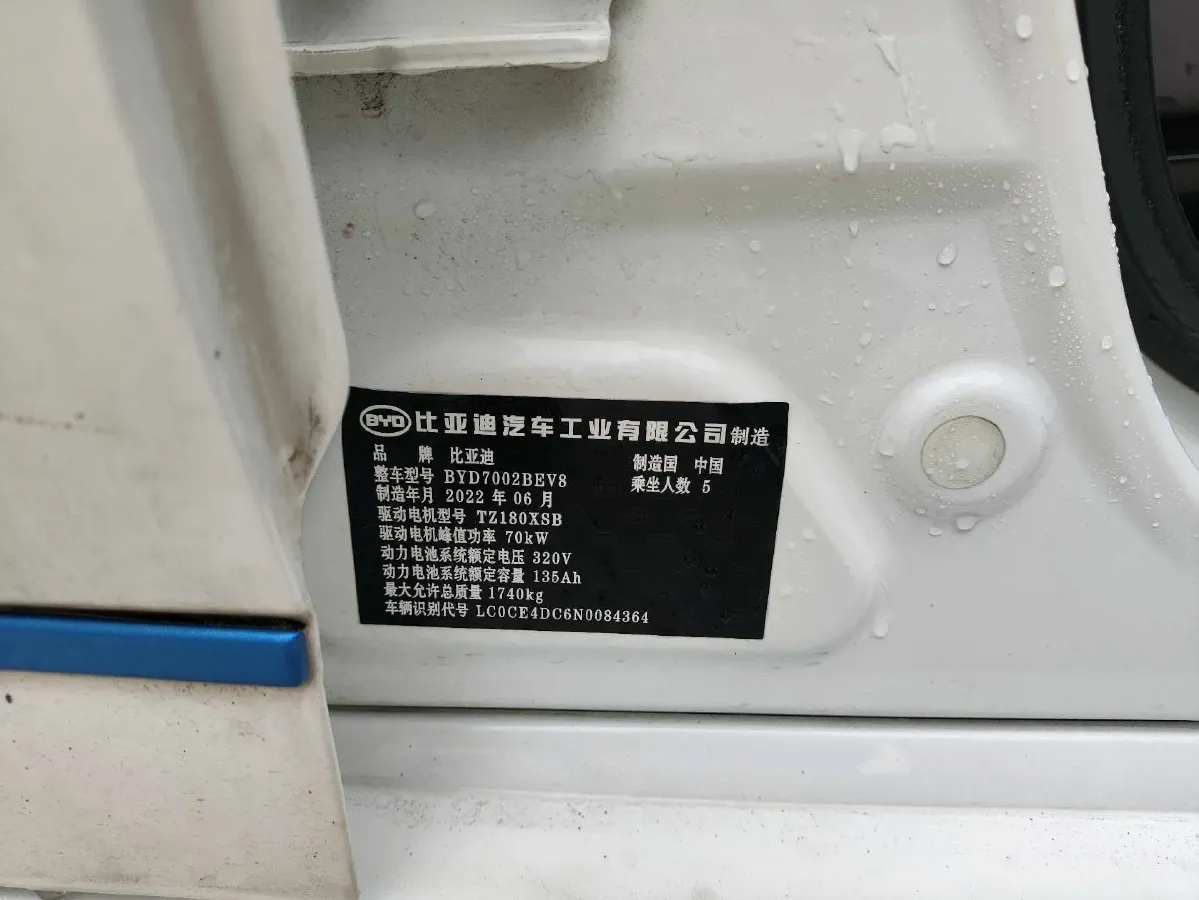 BYD 比亚迪汽车工业有限公司 制造
品 牌 比亚迪 制造国 中国
整车型号 BYD7002BEV8 乘坐人数 5
制造年月 2022 年 06 月
驱动电机型号 TZ180XSB
驱动电机峰值功率 70kW
动力电池系统额定电压 320V
动力电池系统额定容量 135Ah
最大允许总质量 1740kg
车辆识别代号 LC0CE4DC6N0084364